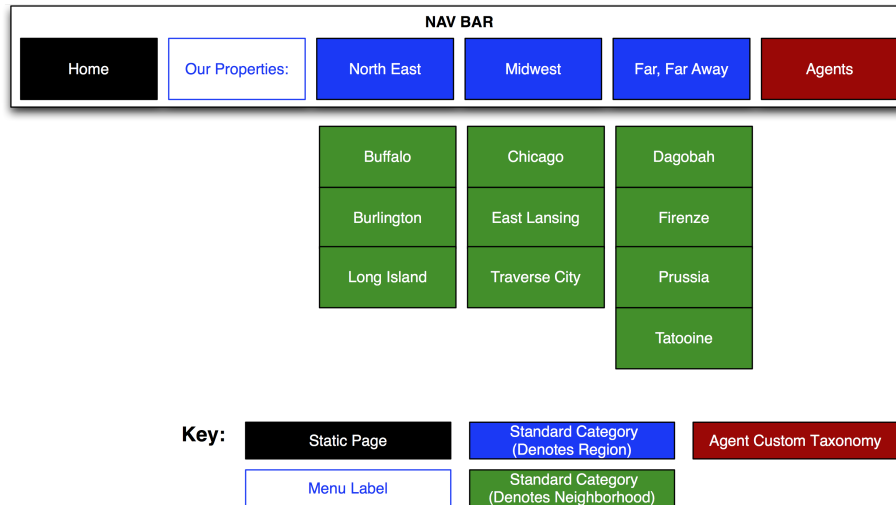 NAV BAR
Home
Our Properties:
North East
Midwest
Far, Far Away
Agents
Buffalo
Chicago
Dagobah
Burlington
East Lansing
Firenze
Long Island
Traverse City
Prussia
Tatooine
Key:
Static Page
Standard Category
(Denotes Region)
Agent Custom Taxonomy
Menu Label
Standard Category
(Denotes Neighborhood)